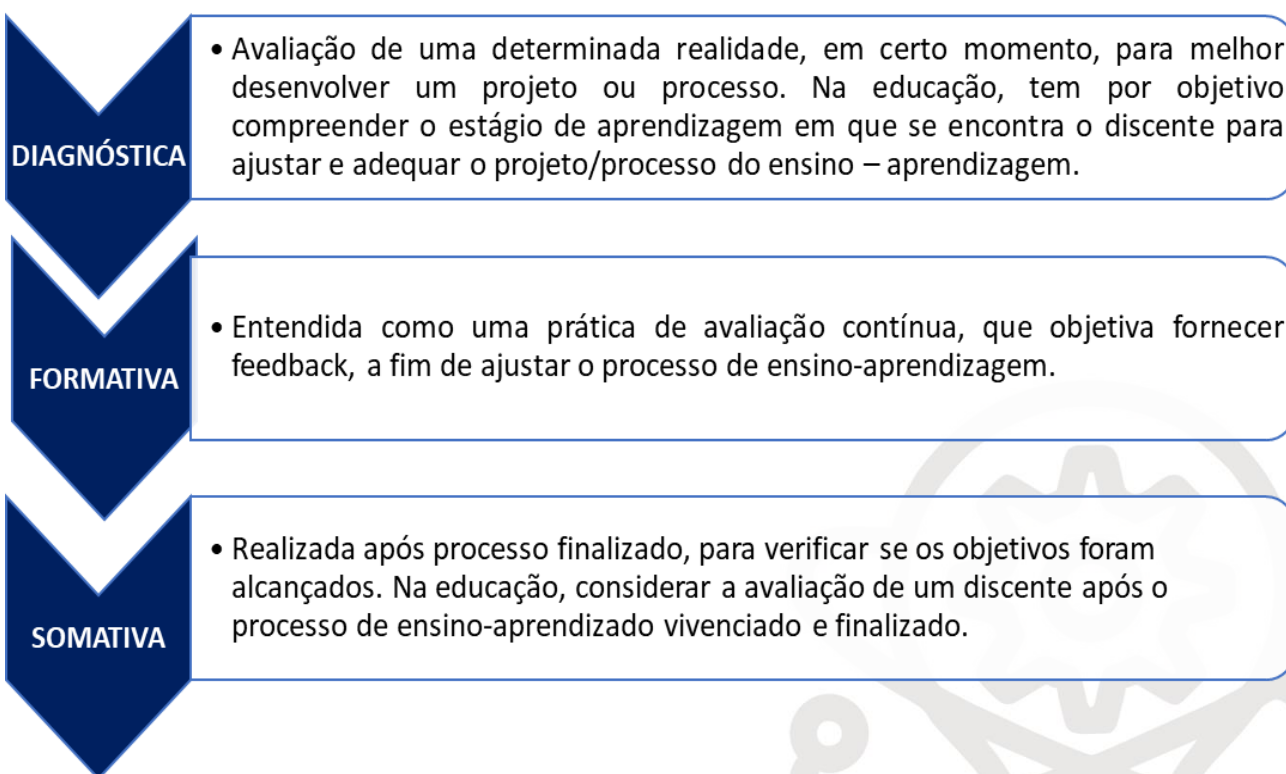 DIAGNÓSTICA
• Avaliação de uma determinada realidade, em certo momento, para melhor
desenvolver um projeto ou processo. Na educação, tem por objetivo
compreender o estágio de aprendizagem em que se encontra o discente para
ajustar e adequar o projeto/processo do ensino – aprendizagem.
FORMATIVA
• Entendida como uma prática de avaliação contínua, que objetiva fornecer
feedback, a fim de ajustar o processo de ensino-aprendizagem.
SOMATIVA
• Realizada após processo finalizado, para verificar se os objetivos foram
alcançados. Na educação, considerar a avaliação de um discente após o
processo de ensino-aprendizado vivenciado e finalizado.